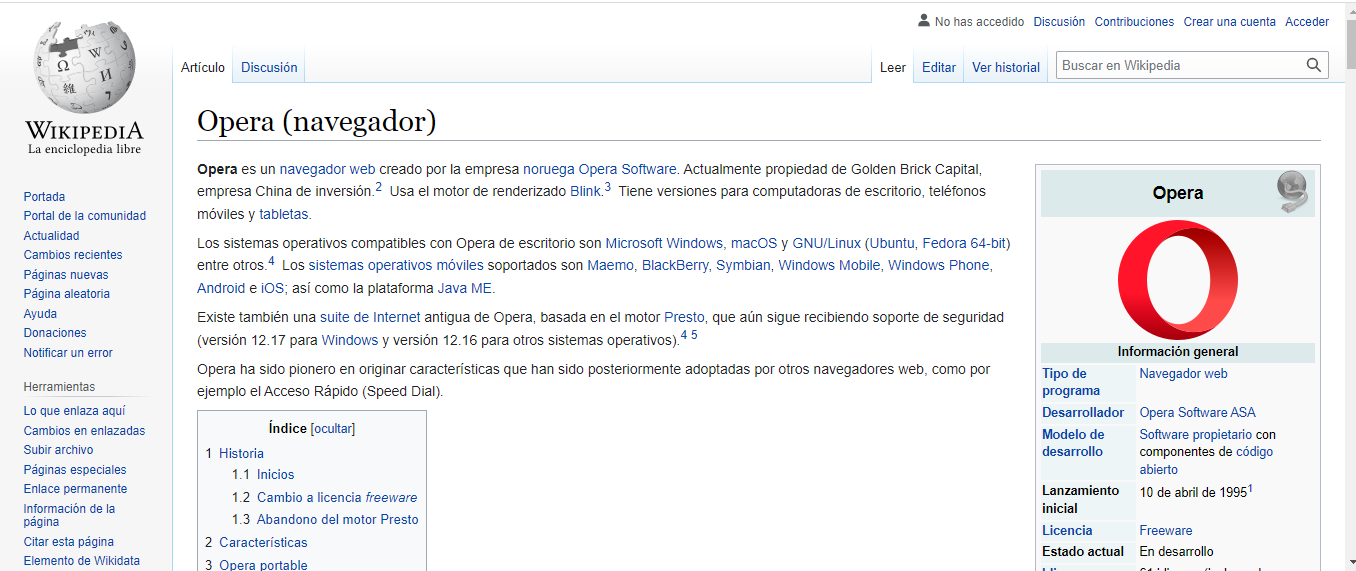 No has accedido Discusión Contribuciones Crear una cuenta Acceder
WIKIPEDIA
La enciclopedia libre
Artículo Discusión Leer Editar Ver historial Buscar en Wikipedia
Portada
Portal de la comunidad
Actualidad
Cambios recientes
Páginas nuevas
Página aleatoria
Ayuda
Donaciones
Notificar un error
Herramientas
Lo que enlaza aquí
Cambios en enlazadas
Subir archivo
Páginas especiales
Enlace permanente
Información de la
página
Citar esta página
Elemento de Wikidata
Opera (navegador)
Opera es un navegador web creado por la empresa noruega Opera Software. Actualmente propiedad de Golden Brick Capital,
empresa China de inversión.2 Usa el motor de renderizado Blink.3 Tiene versiones para computadoras de escritorio, teléfonos
móviles y tabletas.
Los sistemas operativos compatibles con Opera de escritorio son Microsoft Windows, macOS y GNU/Linux (Ubuntu, Fedora 64-bit)
entre otros.4 Los sistemas operativos móviles soportados son Maemo, BlackBerry, Symbian, Windows Mobile, Windows Phone,
Android e iOS; así como la plataforma Java ME.
Existe también una suite de Internet antigua de Opera, basada en el motor Presto, que aún sigue recibiendo soporte de seguridad
(versión 12.17 para Windows y versión 12.16 para otros sistemas operativos).4 5
Opera ha sido pionero en originar características que han sido posteriormente adoptadas por otros navegadores web, como por
ejemplo el Acceso Rápido (Speed Dial).
Índice [ocultar]
1 Historia
1.1 Inicios
1.2 Cambio a licencia freeware
1.3 Abandono del motor Presto
2 Características
3 Opera portable
Opera
Información general
Tipo de Navegador web
programa
Desarrollador Opera Software ASA
Modelo de Software propietario con
desarrollo componentes de código
abierto
Lanzamiento 10 de abril de 19951
inicial
Licencia Freeware
Estado actual En desarrollo